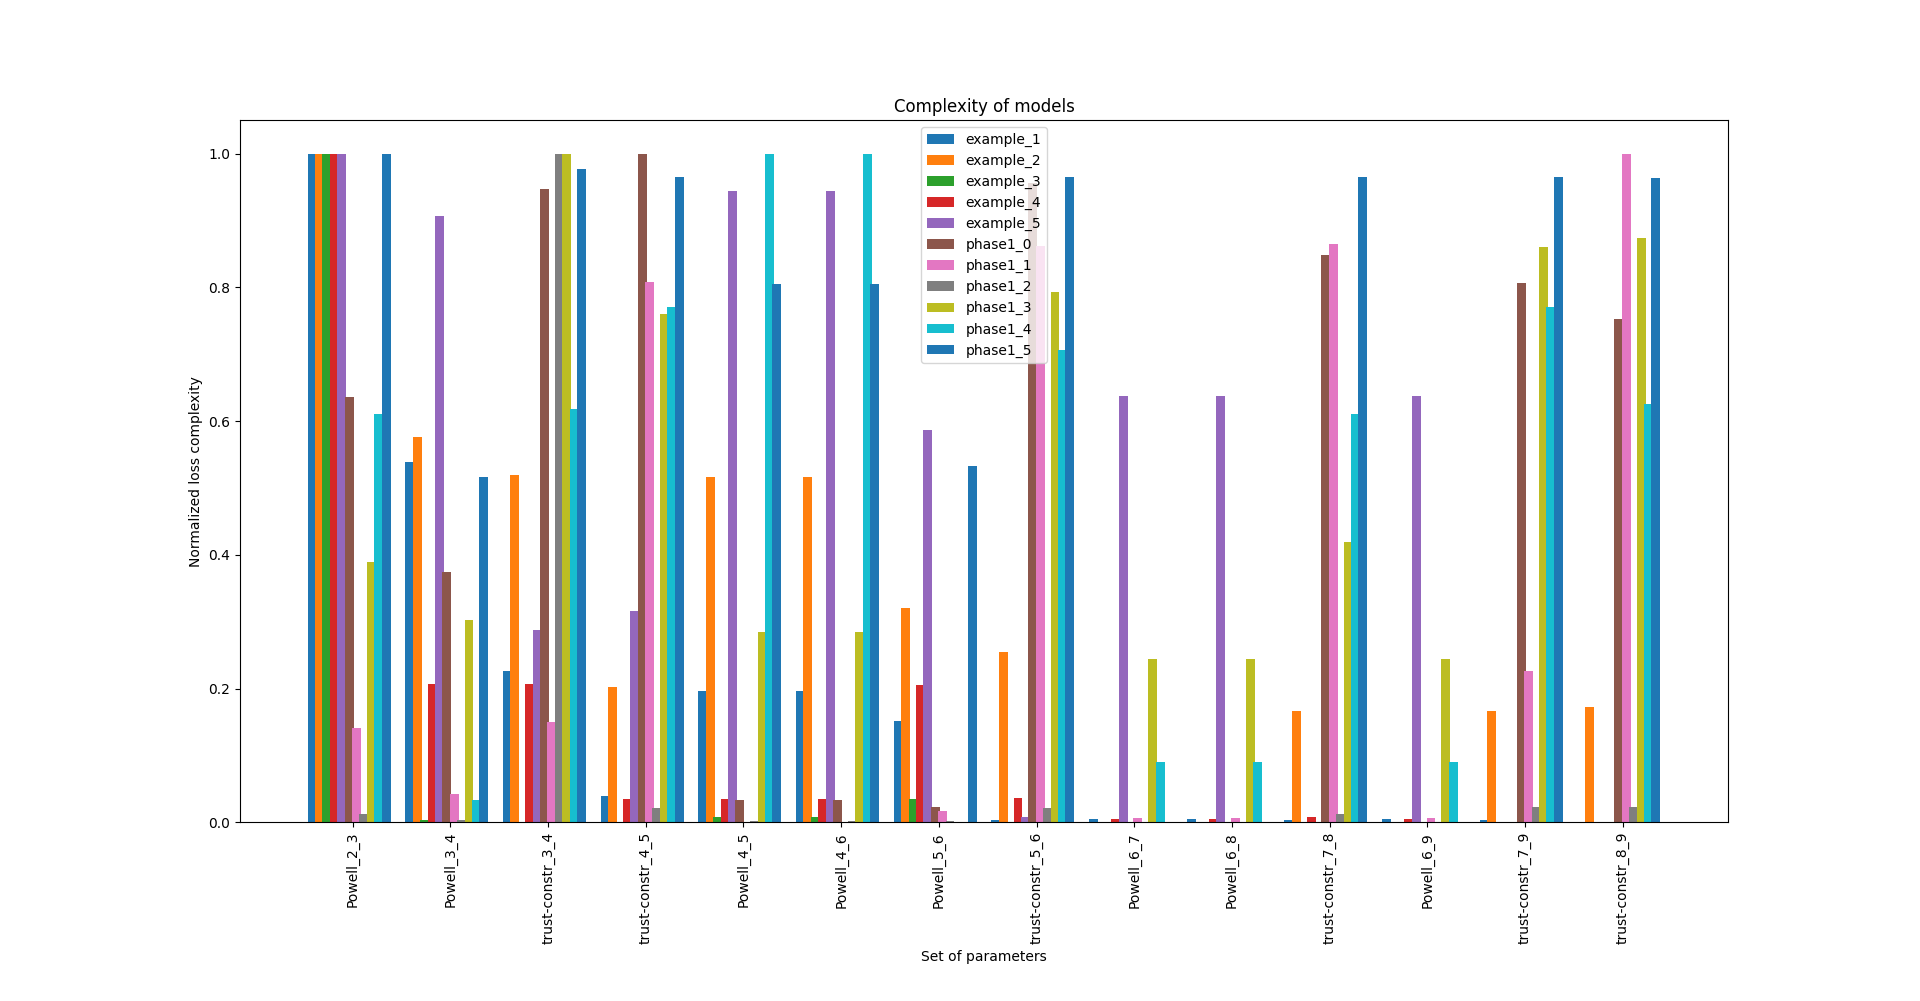 Complexity of models
Normalized loss complexity
1.0
0.8
0.6
0.4
0.2
0.0
example_1
example_2
example_3
example_4
example_5
phase1_0
phase1_1
phase1_2
phase1_3
phase1_4
phase1_5
Powell_2_3
Powell_3_4
trust-constr_3_4
trust-constr_4_5
Powell_4_5
Powell_4_6
Powell_5_6
trust-constr_5_6
Powell_6_7
Powell_6_8
trust-constr_7_8
Powell_6_9
trust-constr_7_9
trust-constr_8_9
Set of parameters